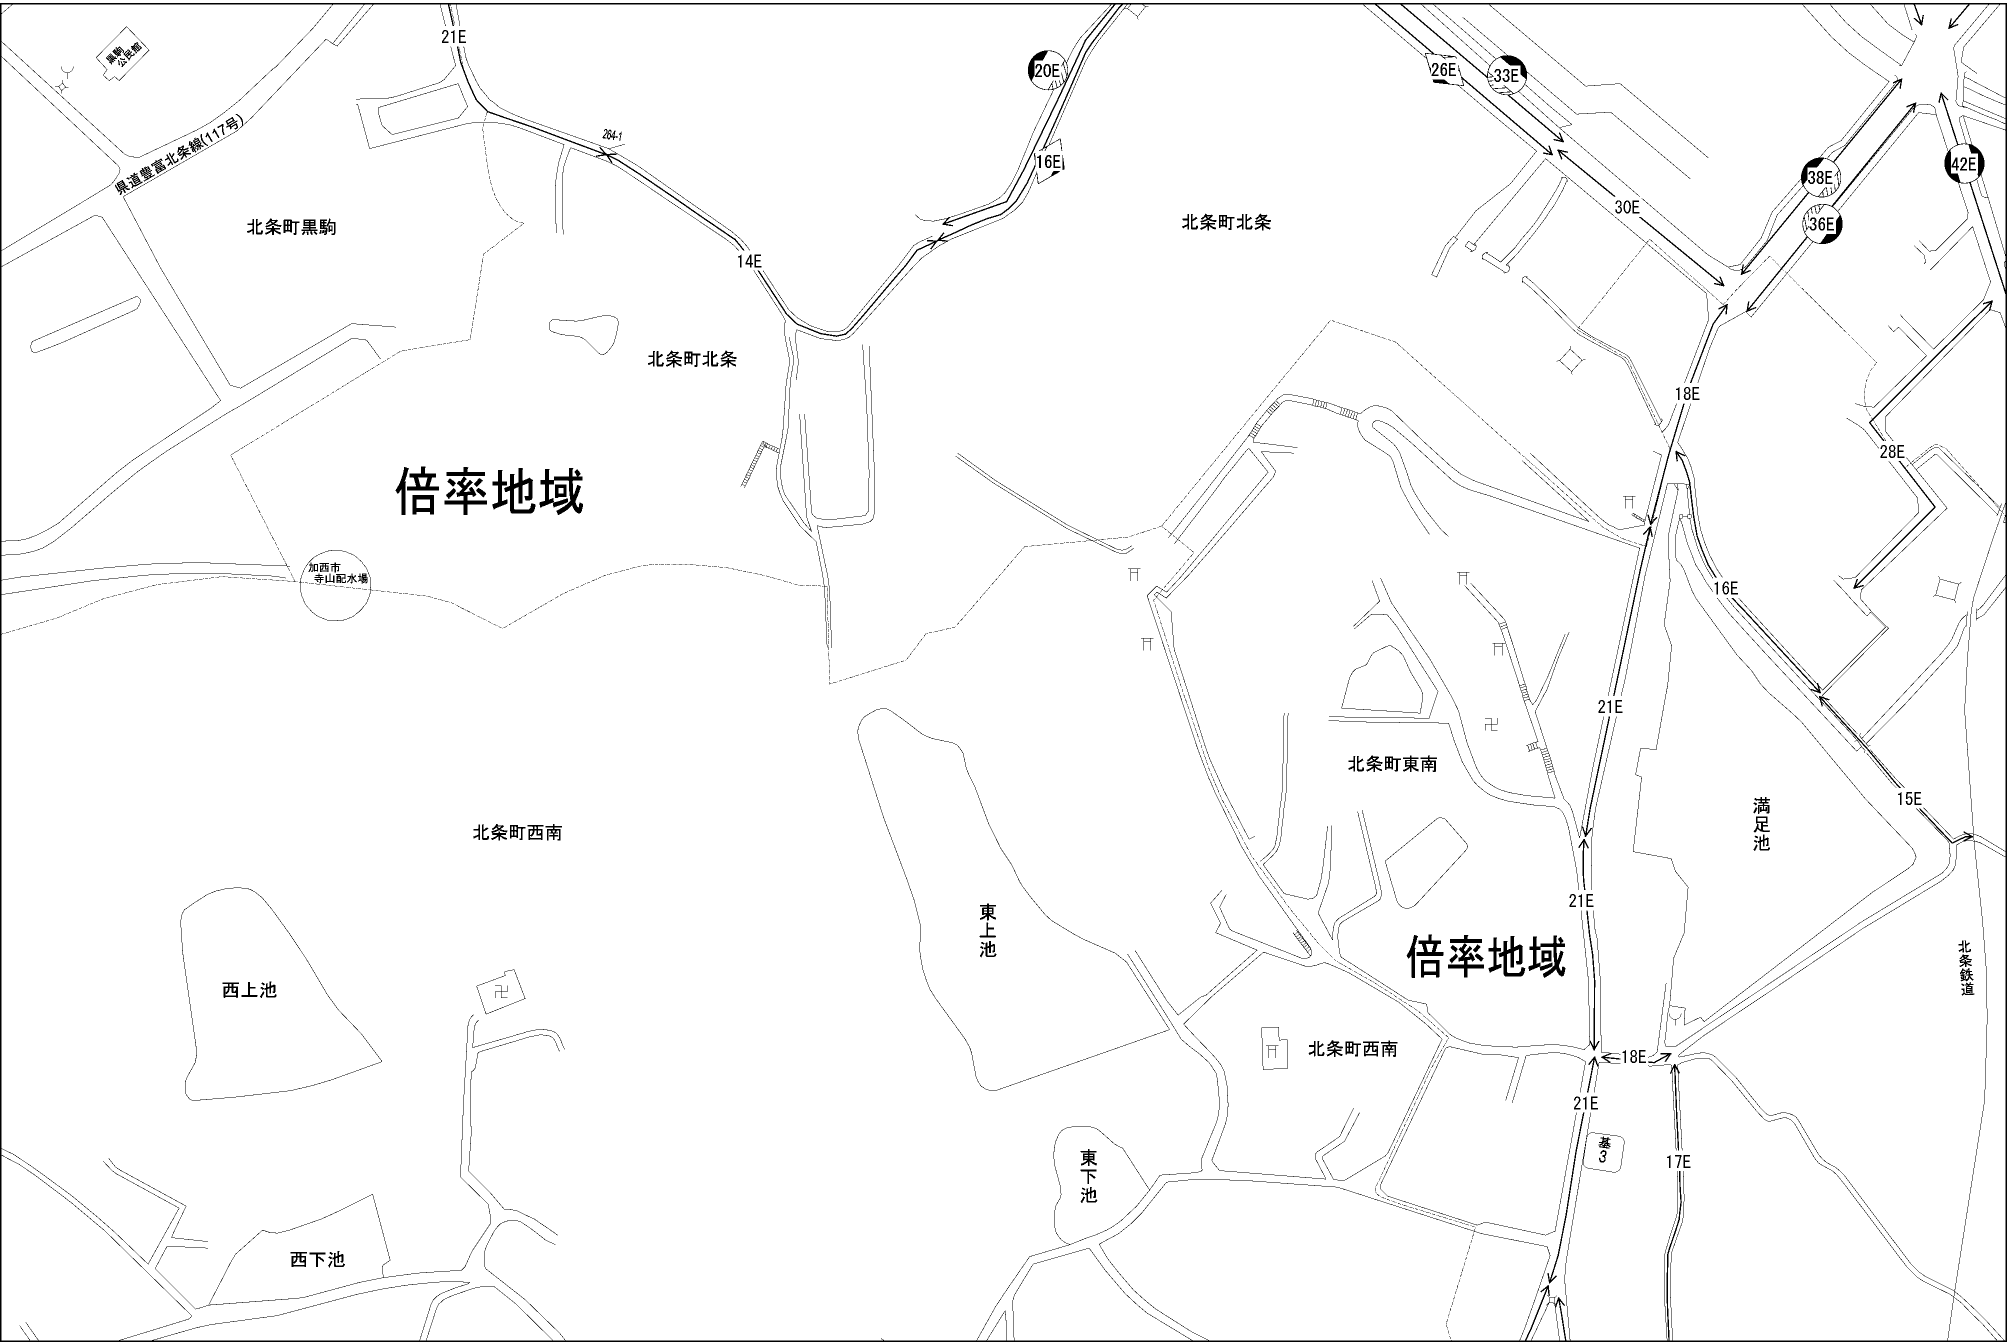 21E
黒駒
公民館
県道豊富北条線(117号)
264-1
20E
16E
26E
33E
42E
38E
36E
30E
北条町黒駒
北条町北条
14E
北条町北条
18E
28E
倍率地域
加西市
寺山配水場
16E
21E
北条町東南
15E
満足池
北条町西南
21E
東上池
倍率地域
北条鉄道
西上池
北条町西南
18E
21E
基
3
17E
東下池
西下池